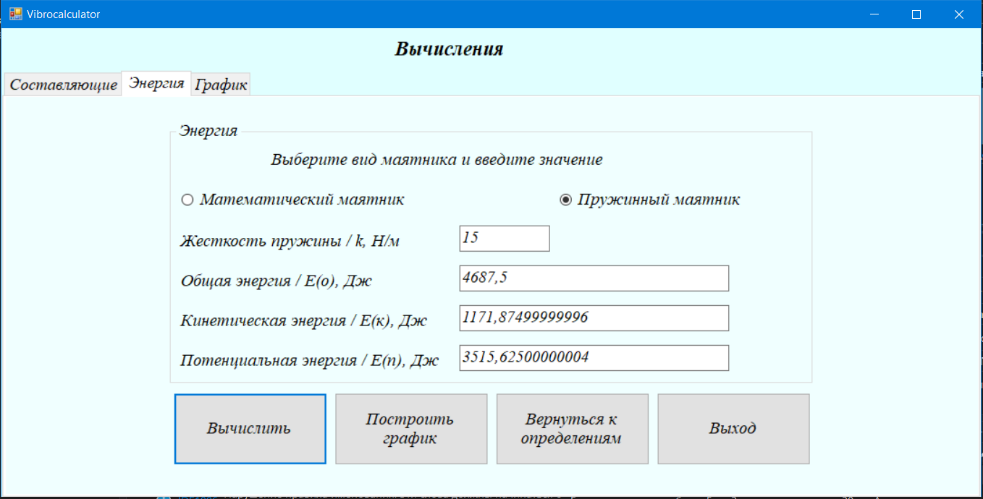 Vibrocalculator
Вычисления
Составляющие Энергия График
Энергия
Выберите вид маятника и введите значение
Математический маятник Пружинный маятник
Жесткость пружины / k, Н/м 15
Общая энергия / E(о), Дж 4687,5
Кинетическая энергия / E(к), Дж 1171,87499999996
Потенциальная энергия / E(п), Дж 3515,62500000004
Вычислить
Построить
график
Вернуться к
определениям
Выход